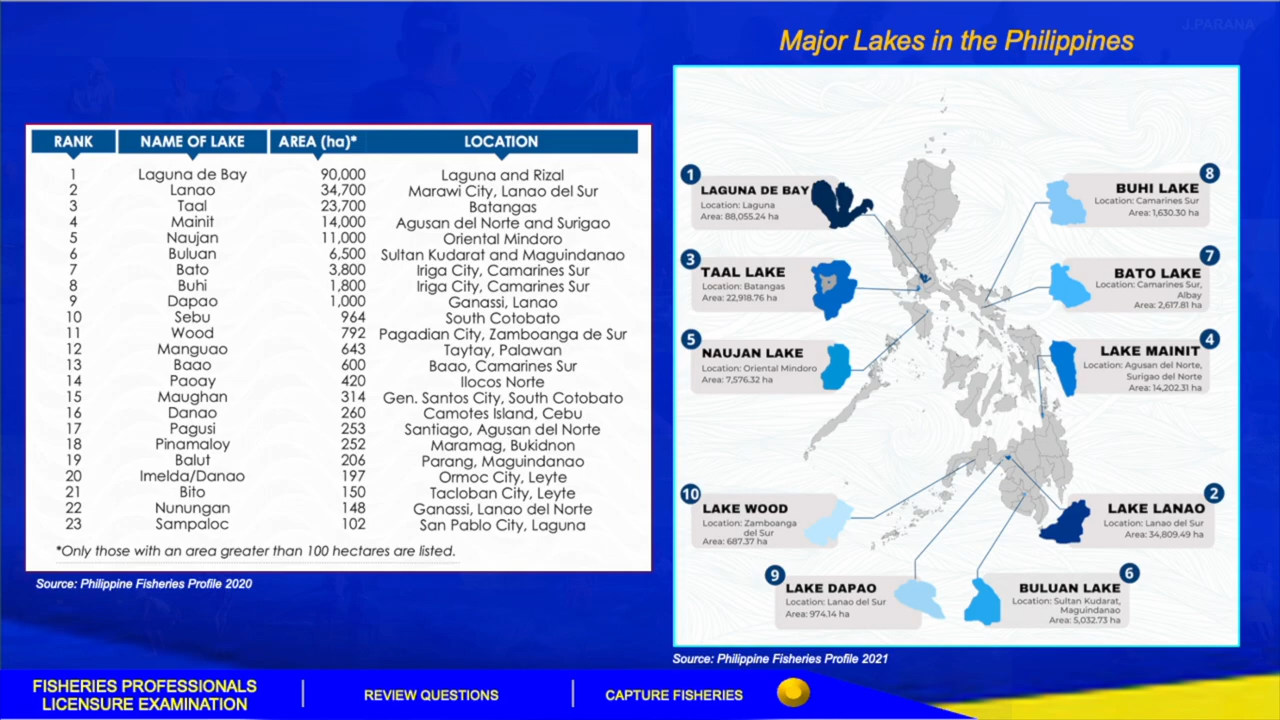 J.PARANA
Major Lakes in the Philippines
RANK NAME OF LAKE AREA (ha)* LOCATION
1 Laguna de Bay 90,000 Laguna and Rizal
2 Lanao 34,700 Marawi City, Lanao del Sur
3 Taal 23,700 Batangas
4 Mainit 14,000 Agusan del Norte and Surigao
5 Naujan 11,000 Oriental Mindoro
6 Buluan 6,500 Sultan Kudarat and Maguindanao
7 Bato 3,800 Iriga City, Camarines Sur
8 Buhi 1,800 Iriga City, Camarines Sur
9 Dapao 1,000 Ganassi, Lanao
10 Sebu 964 South Cotobato
11 Wood 792 Pagadian City, Zamboanga de Sur
12 Manguao 643 Taytay, Palawan
13 Baao 600 Baao, Camarines Sur
14 Paoay 420 Ilocos Norte
15 Maughan 314 Gen. Santos City, South Cotobato
16 Danao 260 Camotes Island, Cebu
17 Pagusi 253 Santiago, Agusan del Norte
18 Pinamaloy 252 Maramag, Bukidnon
19 Balut 206 Parang, Maguindanao
20 Imelda/Danao 197 Ormoc City, Leyte
21 Bito 150 Tacloban City, Leyte
22 Nunungan 148 Ganassi, Lanao del Norte
23 Sampaloc 102 San Pablo City, Laguna
*Only those with an area greater than 100 hectares are listed.
Source: Philippine Fisheries Profile 2020
1
LAGUNA DE BAY
Location: Laguna
Area: 88,055.24 ha
8
BUHI LAKE
Location: Camarines Sur
Area: 1,630.30 ha
3
TAAL LAKE
Location: Batangas
Area: 22,918.76 ha
7
BATO LAKE
Location: Camarines Sur,
Albay
Area: 2,617.81 ha
5
NAUJAN LAKE
Location: Oriental Mindoro
Area: 7,576.32 ha
4
LAKE MAINIT
Location: Agusan del Norte,
Surigao del Norte
Area: 14,202.31 ha
10
LAKE WOOD
Location: Zamboanga
del Sur
Area: 687.37 ha
2
LAKE LANAO
Location: Lanao del Sur
Area: 34,809.49 ha
9
LAKE DAPAO
Location: Lanao del Sur
Area: 974.14 ha
6
BULUAN LAKE
Location: Sultan Kudarat,
Maguindanao
Area: 5,032.73 ha
Source: Philippine Fisheries Profile 2021
FISHERIES PROFESSIONALS
LICENSURE EXAMINATION
REVIEW QUESTIONS
CAPTURE FISHERIES